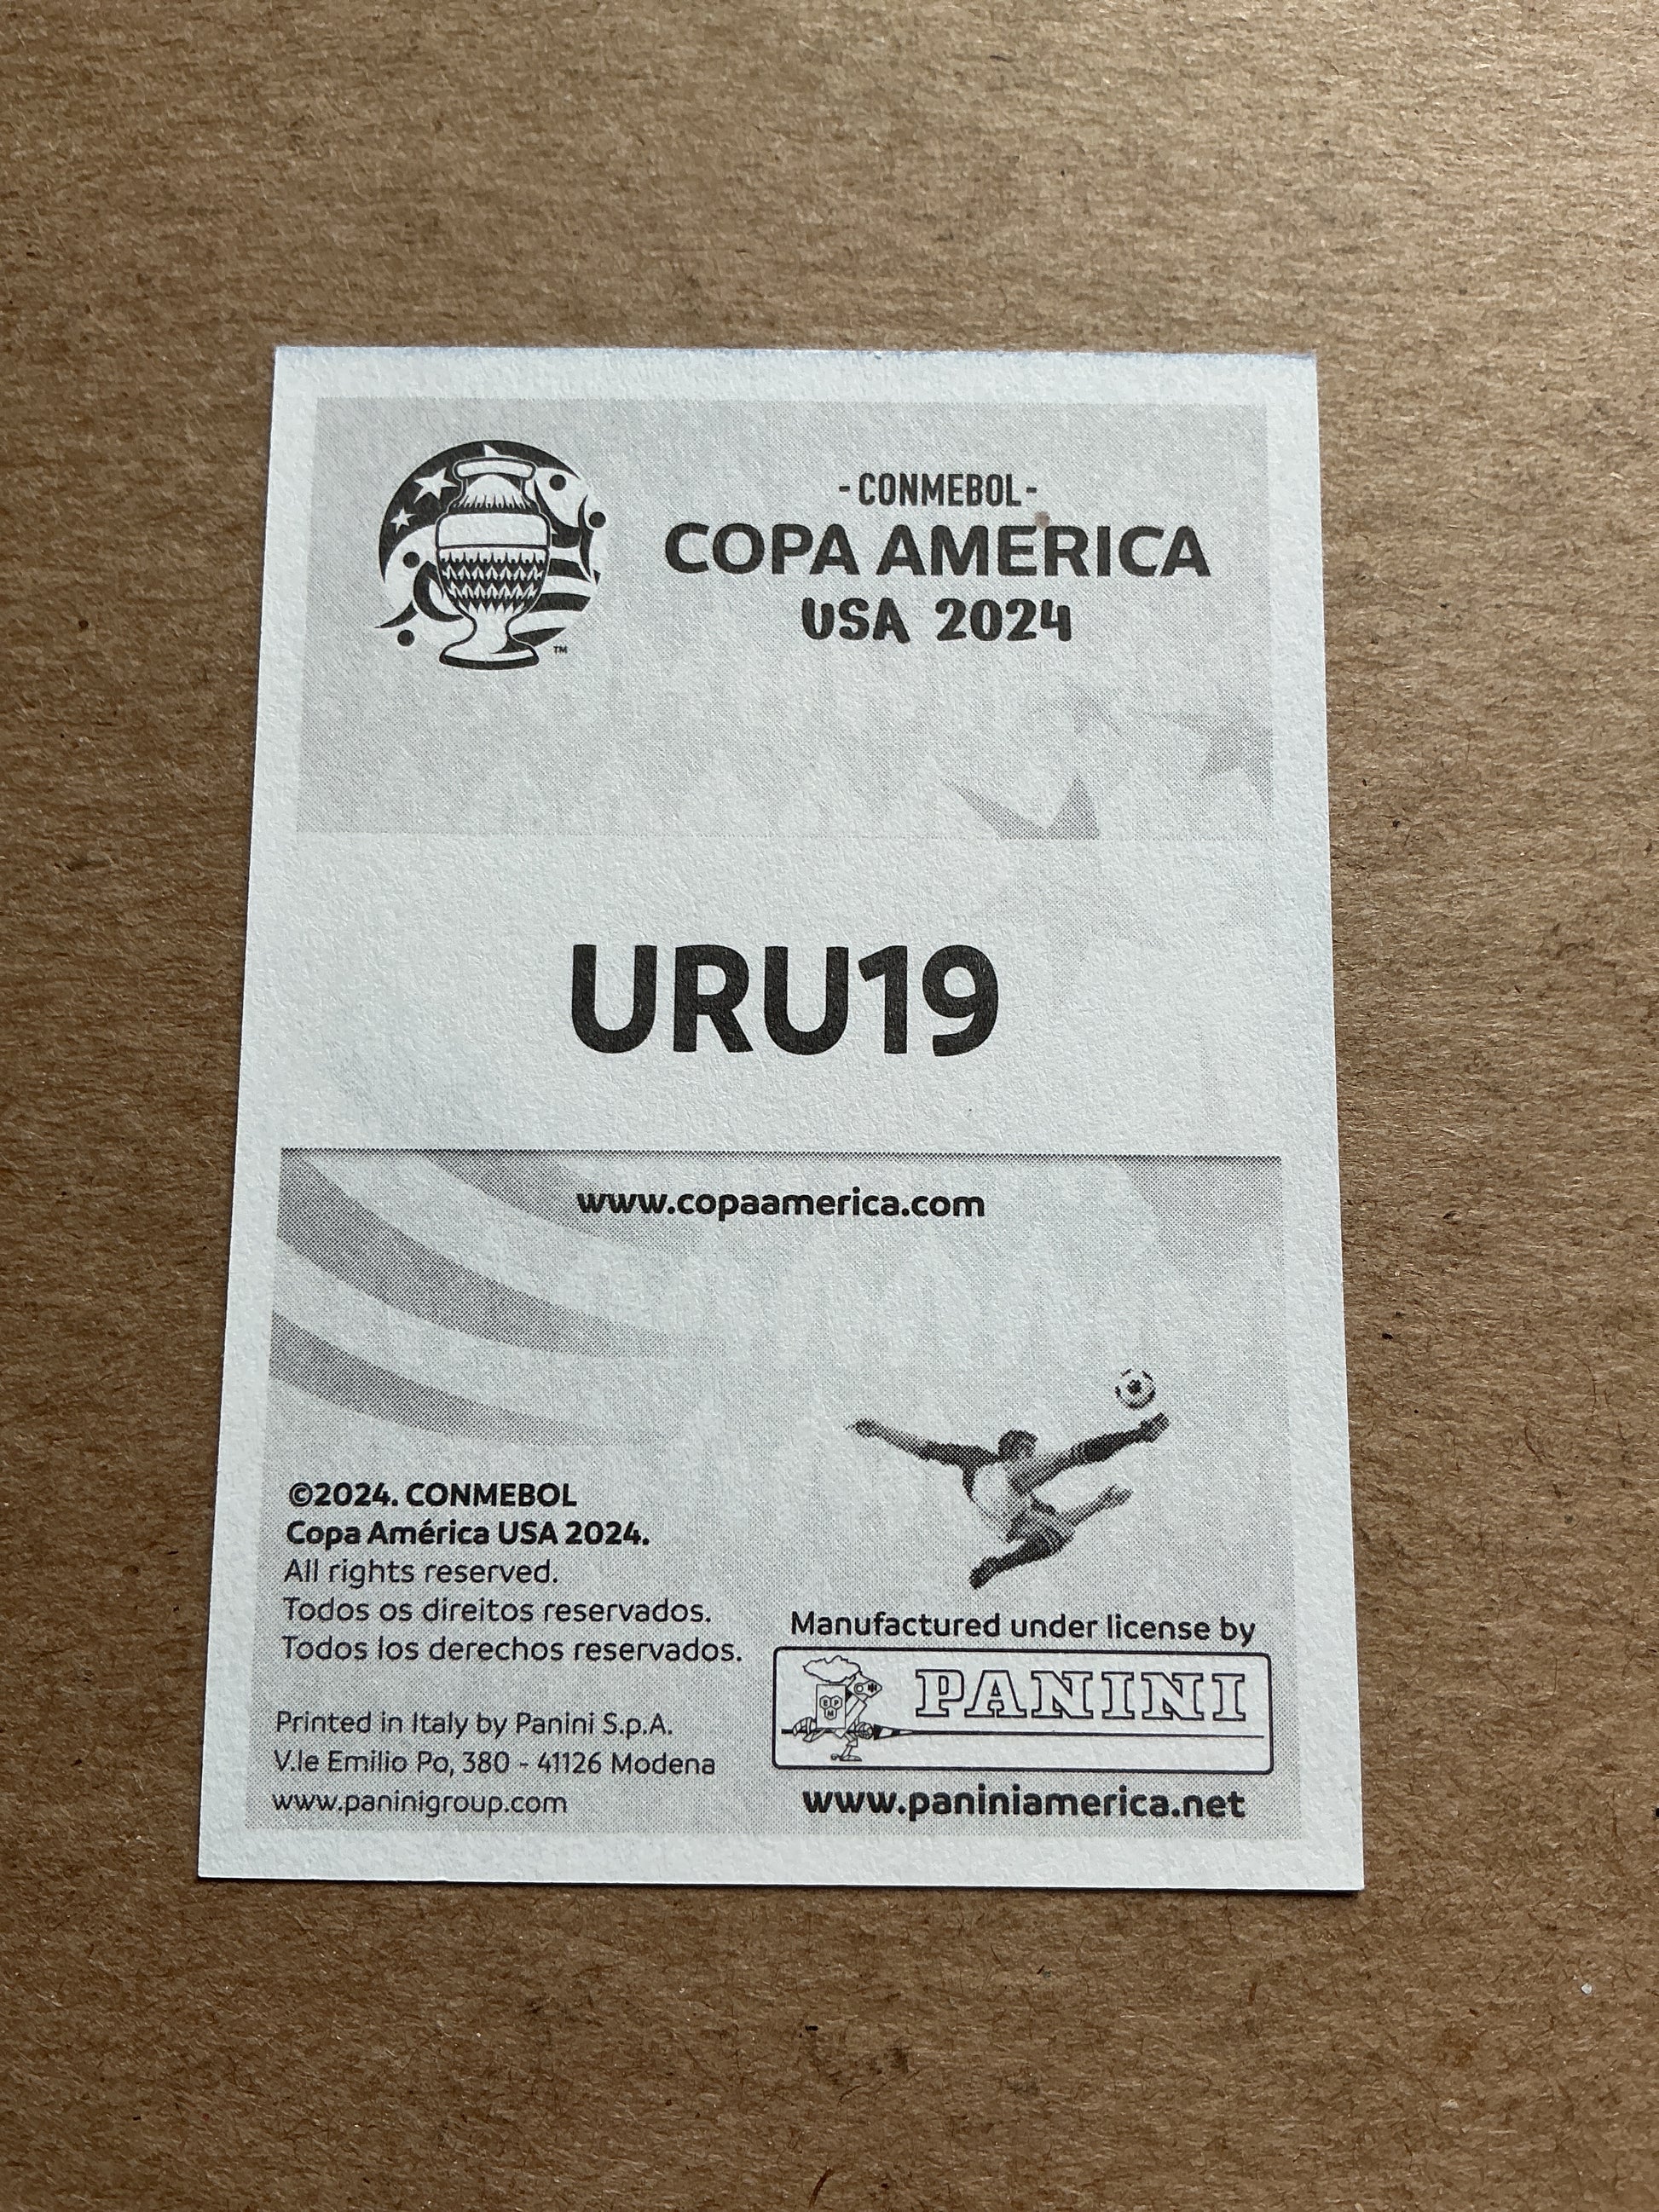 -CONMEBOL-
COPA AMERICA
USA 2024
TM
URU19
www.copaamerica.com
©2024. CONMEBOL
Copa América USA 2024.
All rights reserved.
Todos os direitos reservados.
Todos los derechos reservados.
Printed in Italy by Panini S.p.A.
V.le Emilio Po, 380 - 41126 Modena
www.paninigroup.com
Manufactured under license by
PANINI
www.paniniamerica.net